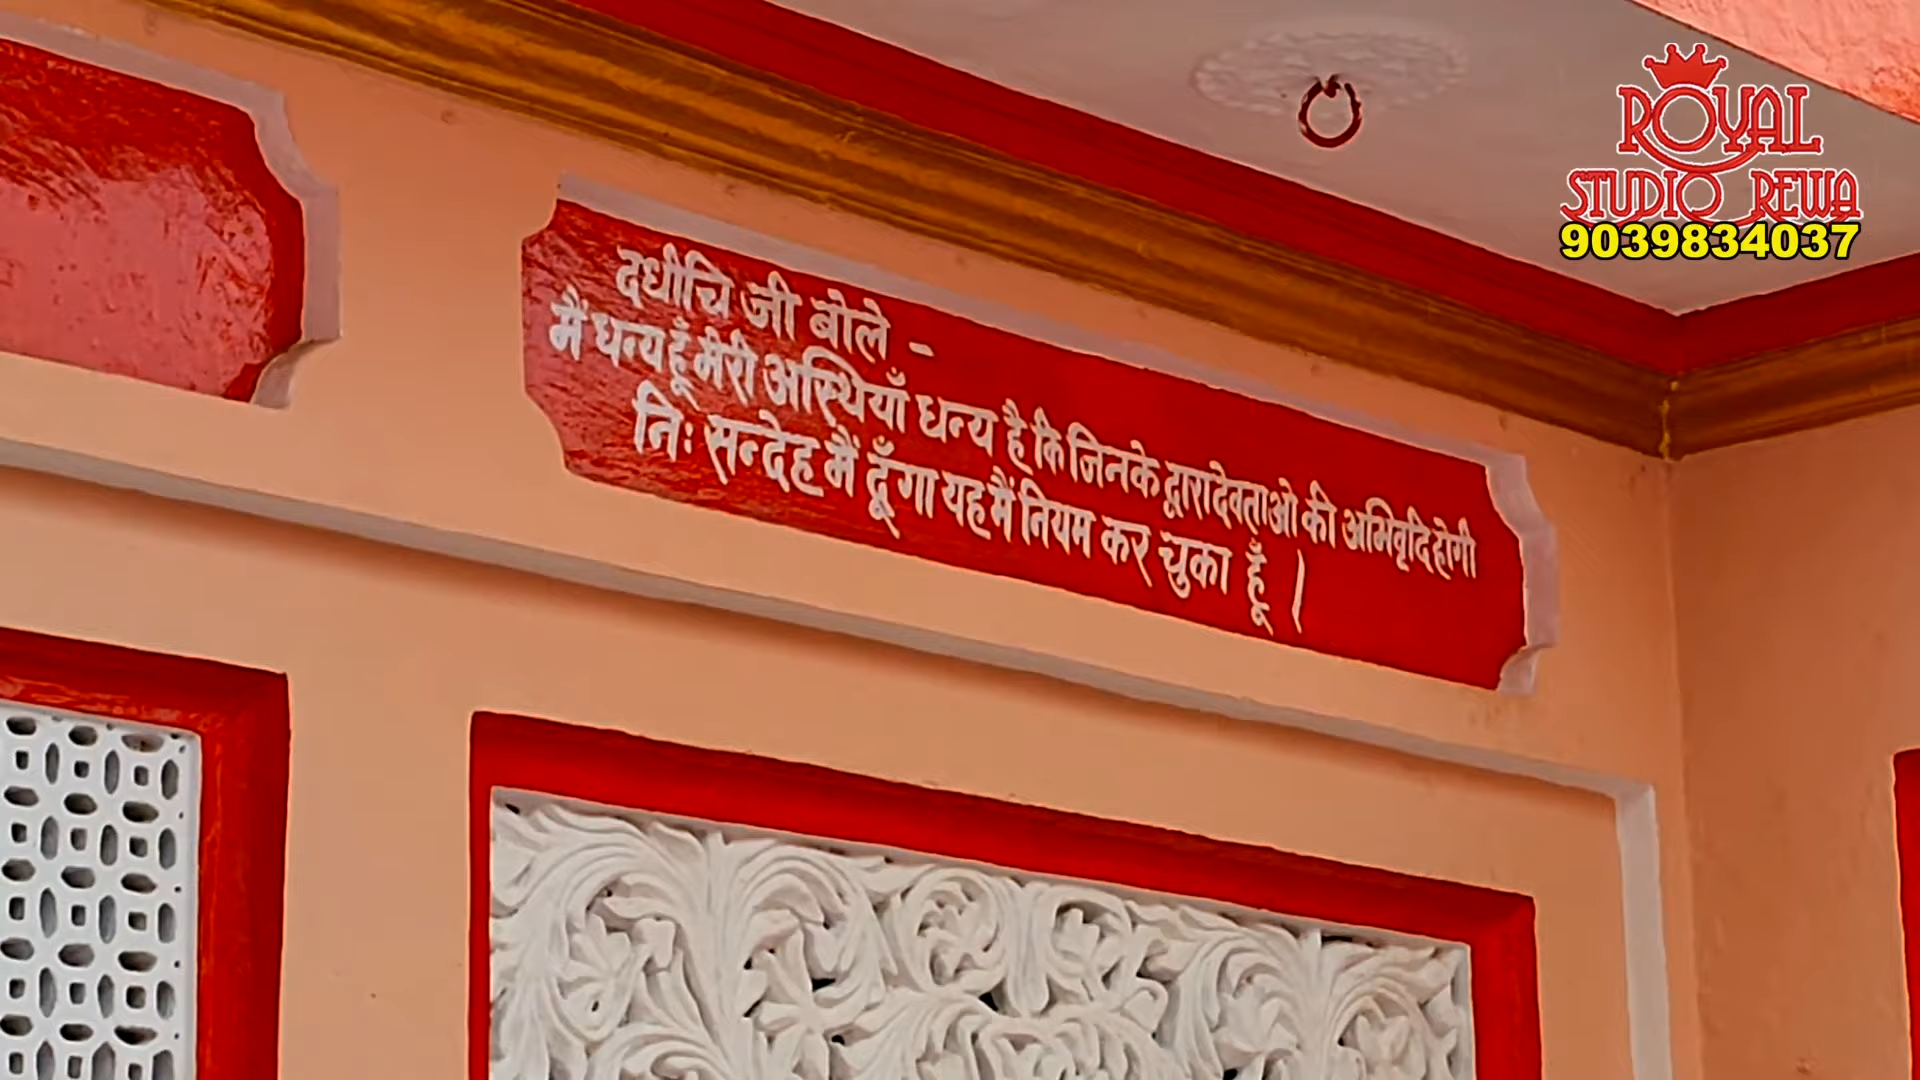 दधीचि जी बोले -
मैं धन्य हूँ मेरी अस्थियाँ धन्य है कि जिनके द्वारा देवताओ की अभिवृदि होगी
निः सन्देह मैं दूँगा यह मैं नियम कर चुका हूँ |
ROYAL
STUDIO REWA
9039834037